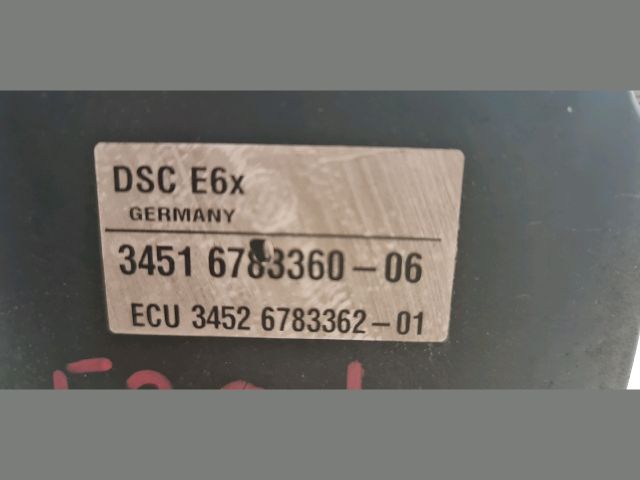 DSC E6x
GERMANY
3451 6783360-06
ECU 3452 6783362-01